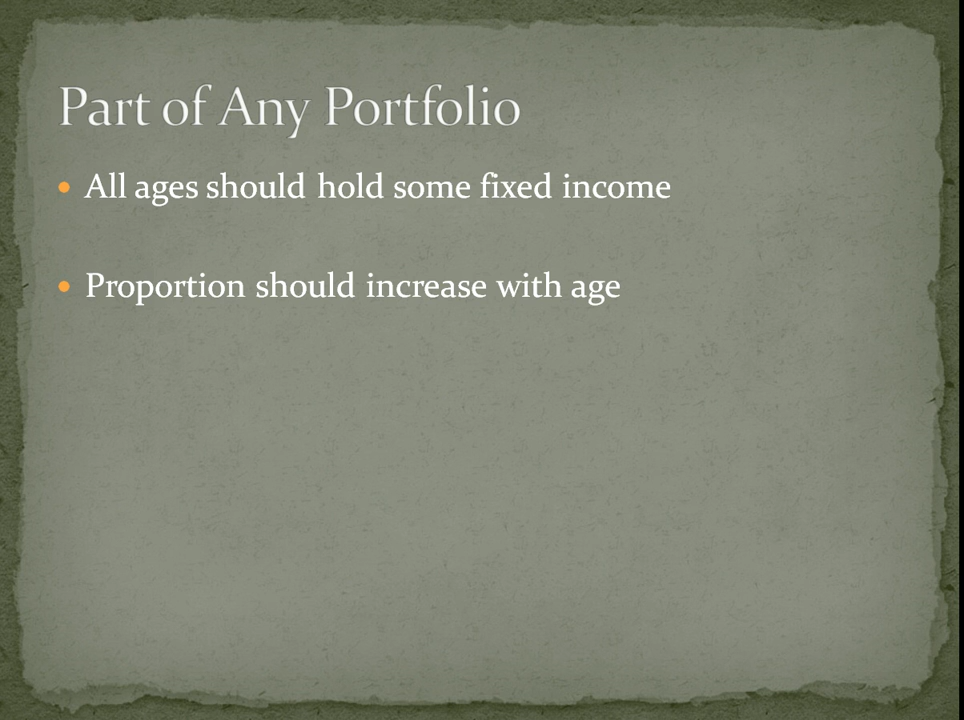 Part of Any Portfolio
All ages should hold some fixed income
Proportion should increase with age